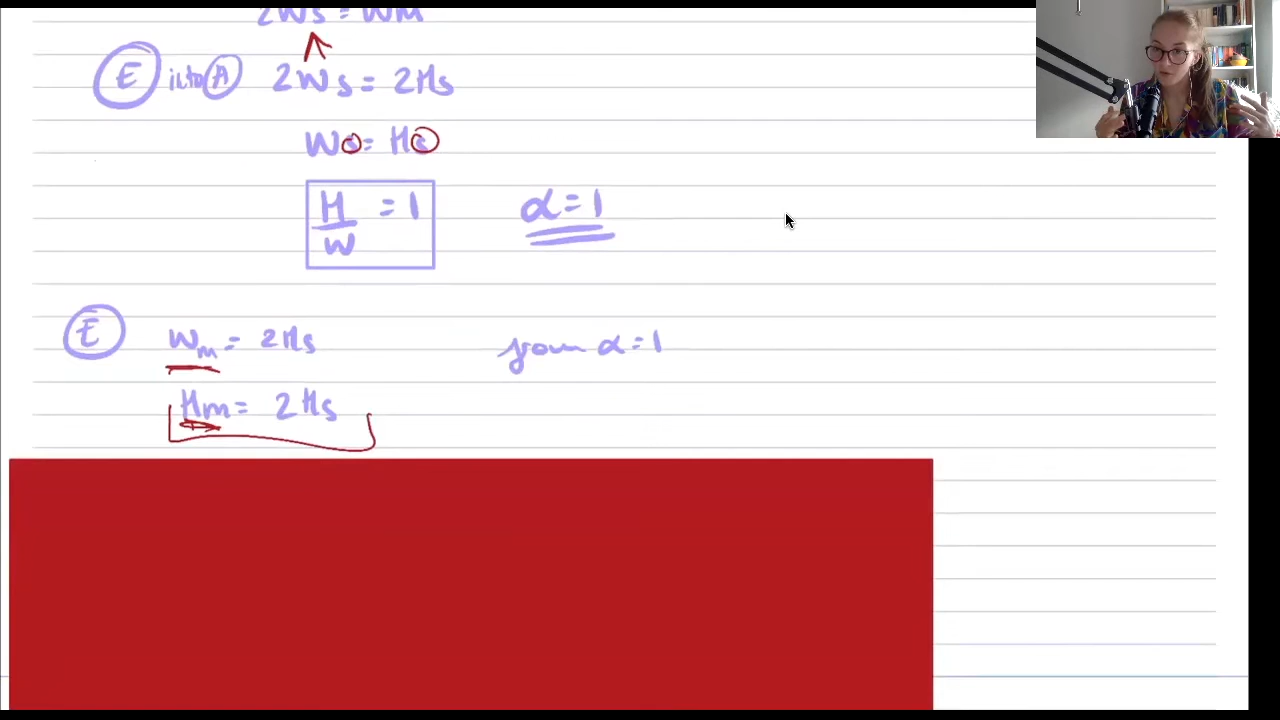 2Ws = Wm
E into A 2Ws = 2Hs
Ws = Hs
H/W = 1 α = 1
E Wm = 2Hs from α = 1
Hm = 2Hs